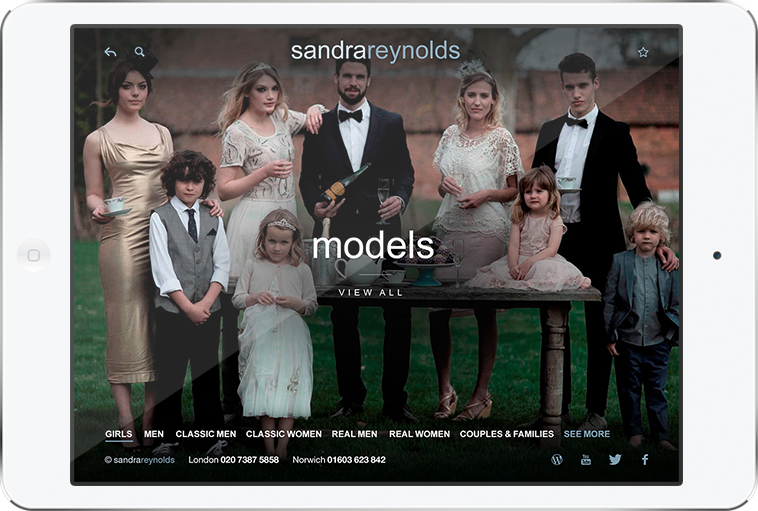 sandrareynolds
models
VIEW ALL
GIRLS MEN CLASSIC MEN CLASSIC WOMEN REAL MEN REAL WOMEN COUPLES & FAMILIES SEE MORE
© sandrareynolds London 020 7387 5858 Norwich 01603 623 842